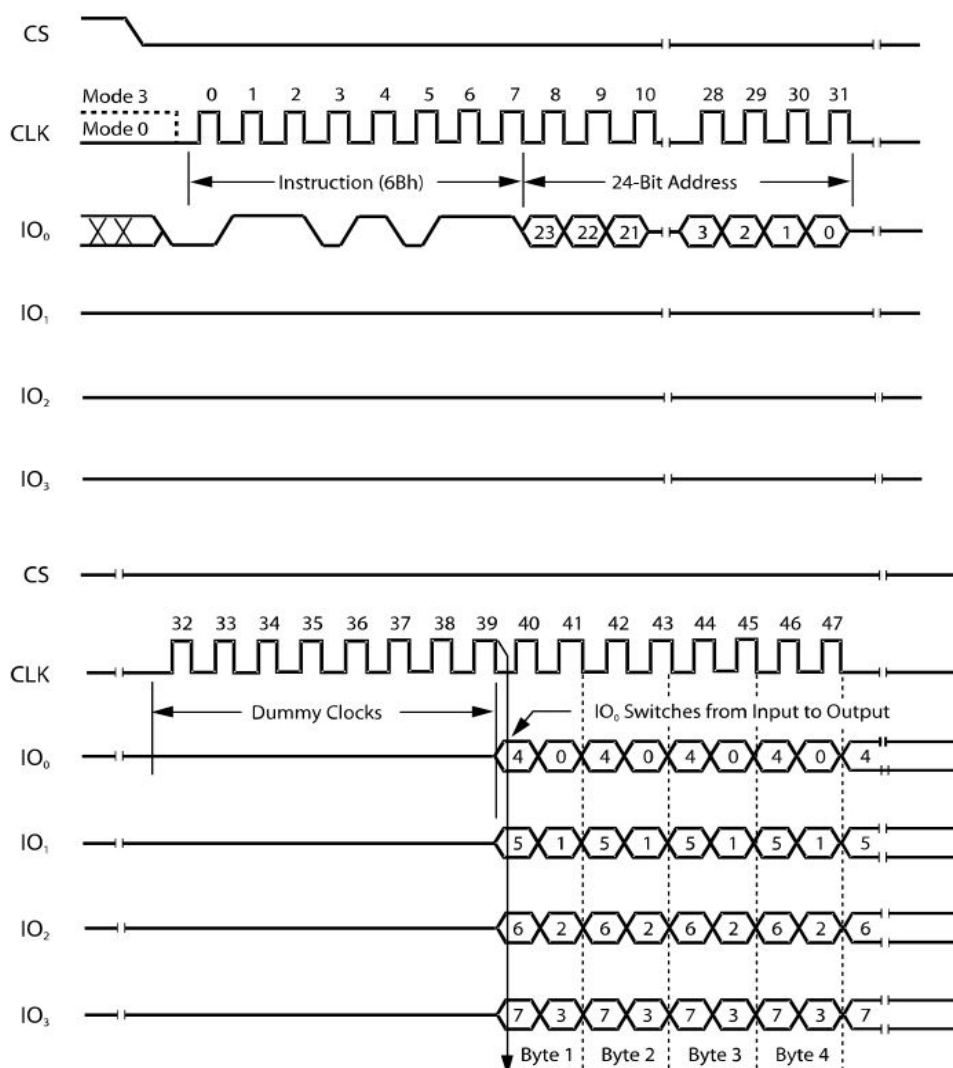 CS
Mode 3
0 1 2 3 4 5 6 7 8 9 10 28 29 30 31
Mode 0
CLK
Instruction (6Bh) 24-Bit Address
IO₀ 23 22 21 3 2 1 0
IO₁
IO₂
IO₃
CS
32 33 34 35 36 37 38 39 40 41 42 43 44 45 46 47
CLK
Dummy Clocks IO₀ Switches from Input to Output
IO₀ 4 0 4 0 4 0 4 0 4
IO₁ 5 1 5 1 5 1 5 1 5
IO₂ 6 2 6 2 6 2 6 2 6
IO₃ 7 3 7 3 7 3 7 3 7
Byte 1 Byte 2 Byte 3 Byte 4